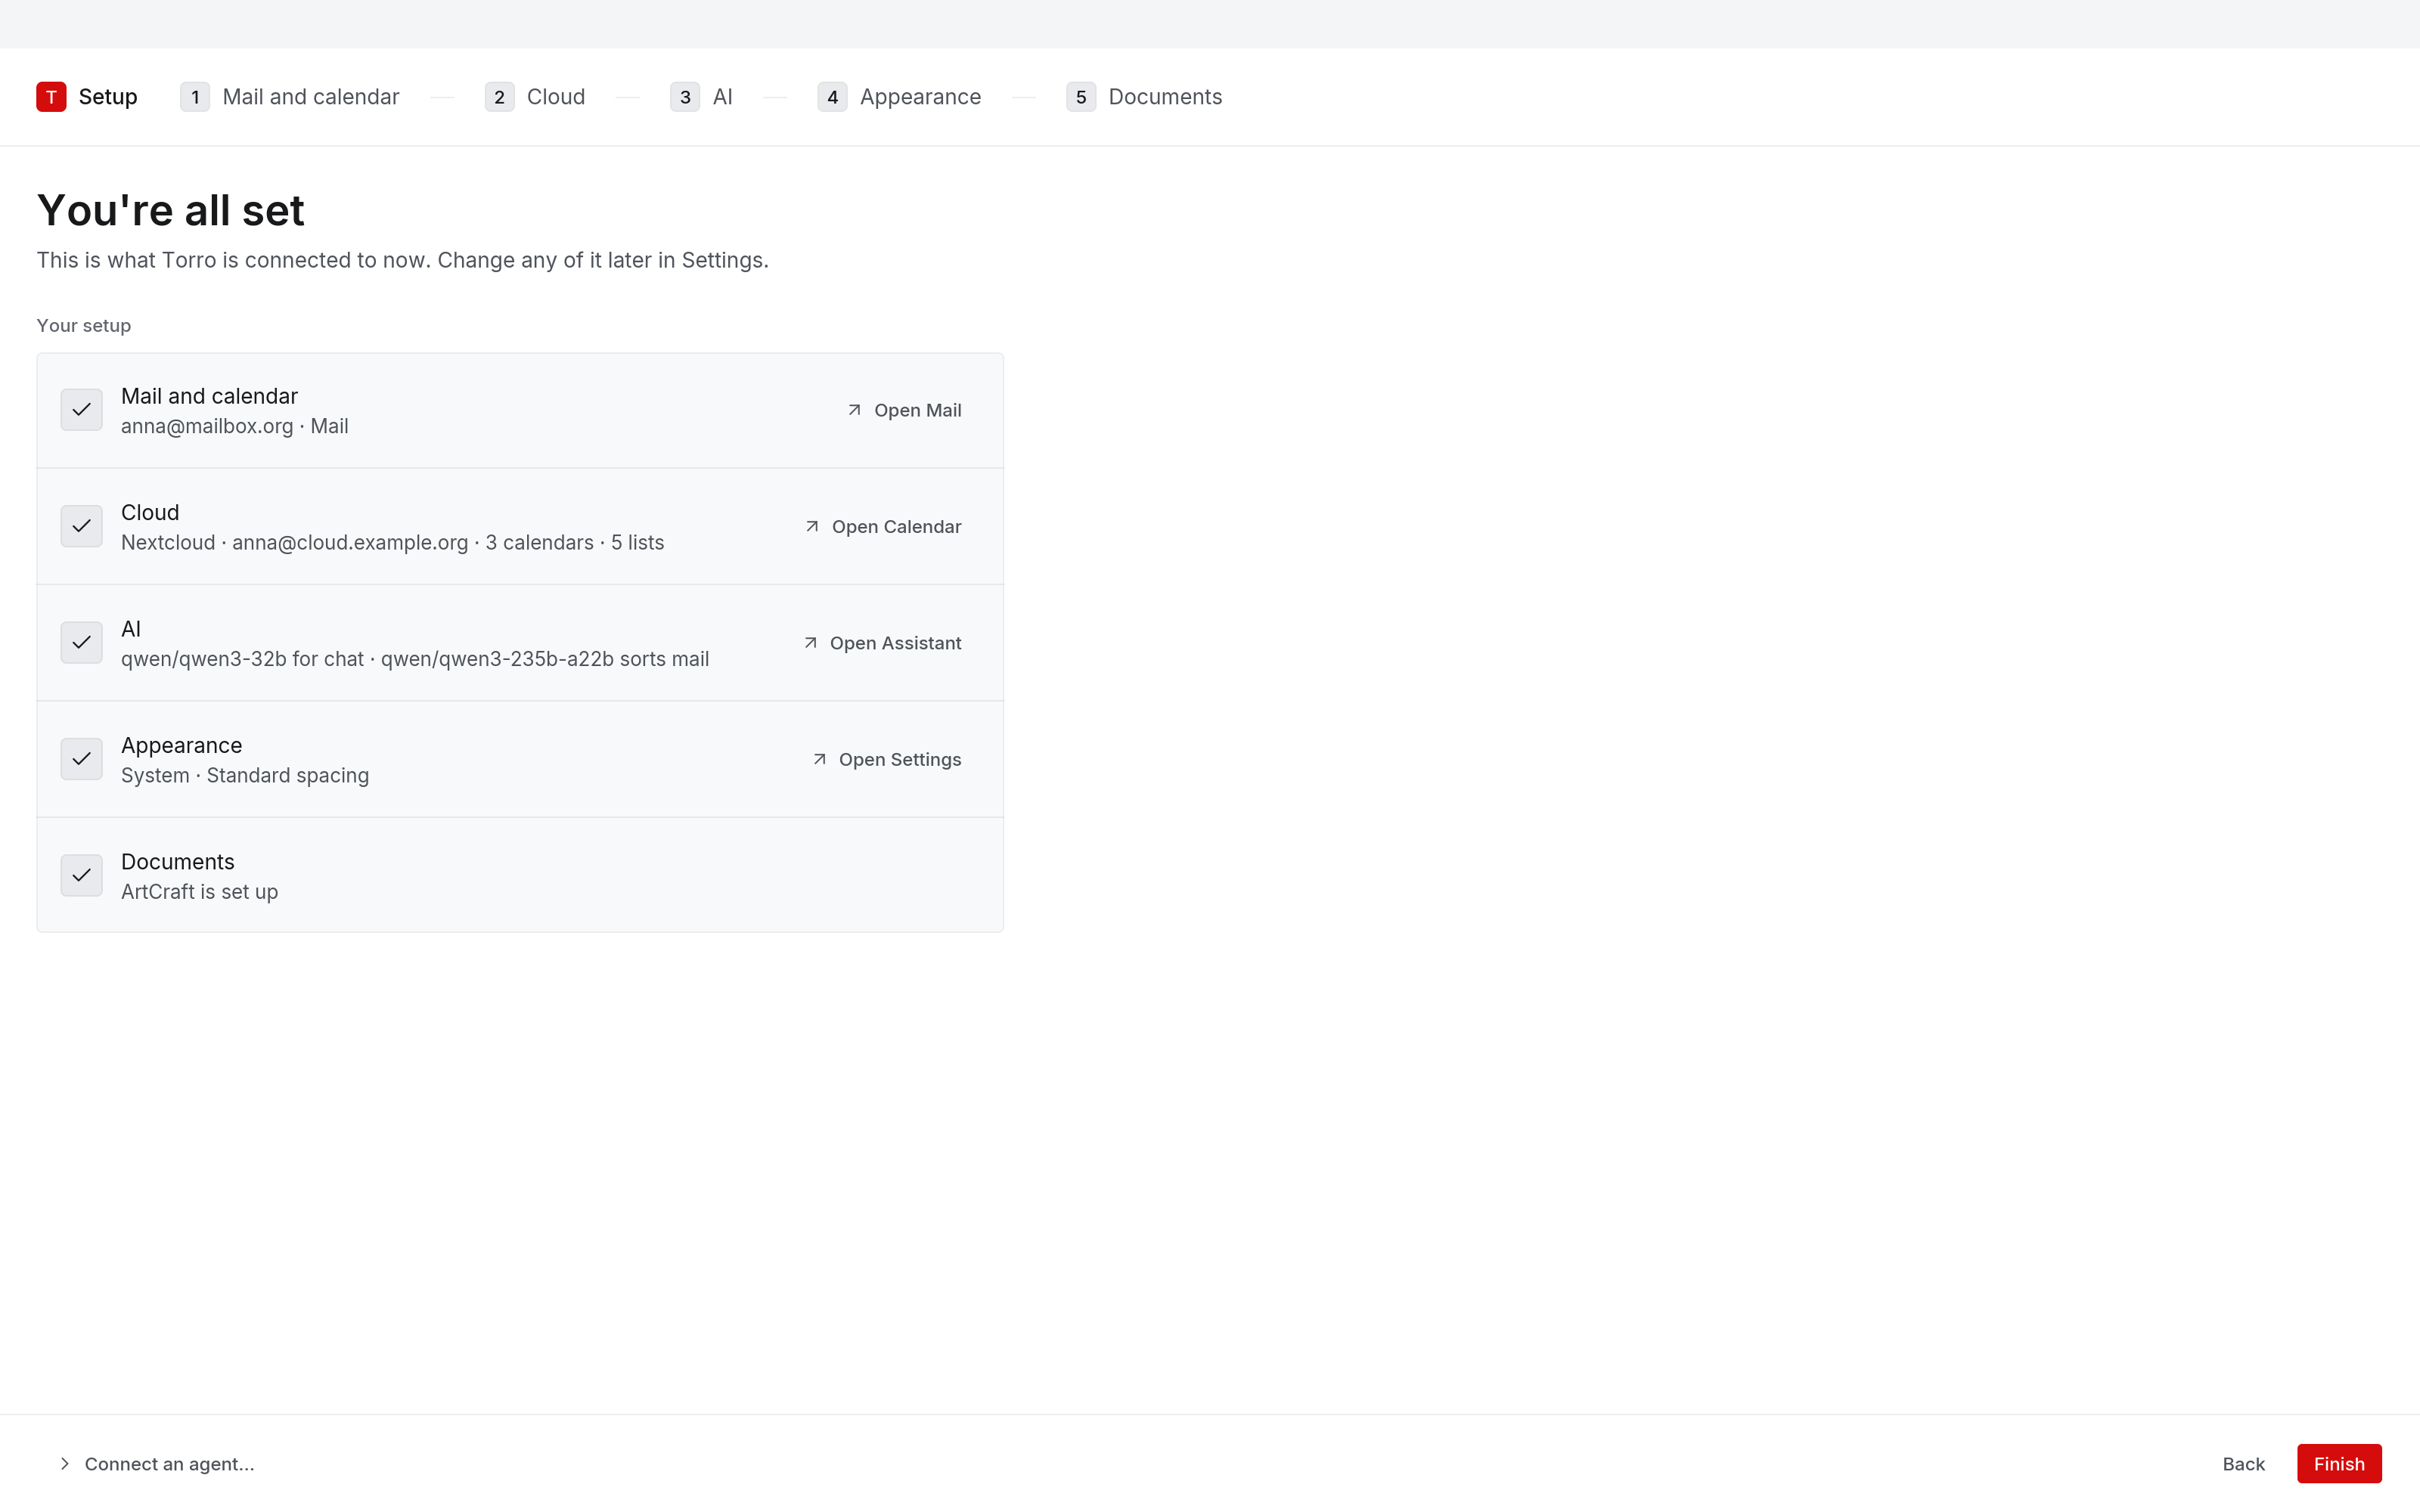 T Setup 1 Mail and calendar 2 Cloud 3 AI 4 Appearance 5 Documents
You're all set
This is what Torro is connected to now. Change any of it later in Settings.
Your setup
Mail and calendar
anna@mailbox.org · Mail
Open Mail
Cloud
Nextcloud · anna@cloud.example.org · 3 calendars · 5 lists
Open Calendar
AI
qwen/qwen3-32b for chat · qwen/qwen3-235b-a22b sorts mail
Open Assistant
Appearance
System · Standard spacing
Open Settings
Documents
ArtCraft is set up
Connect an agent...
Back
Finish